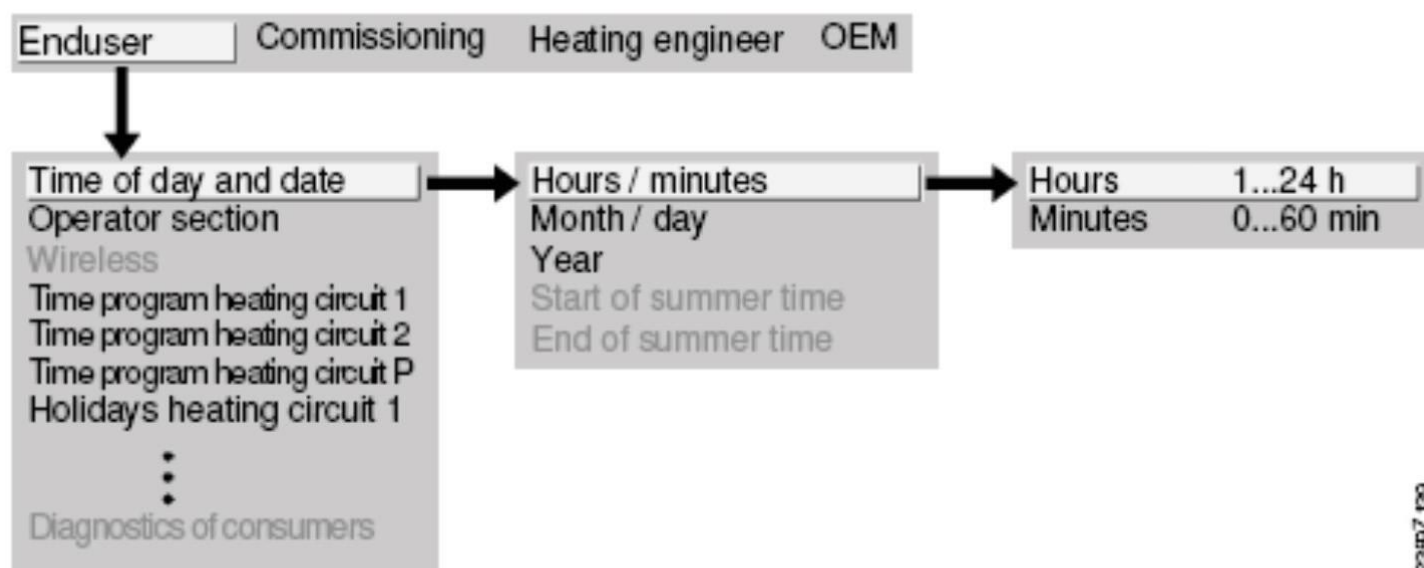 Enduser Commissioning Heating engineer OEM
Time of day and date
Operator section
Wireless
Time program heating circuit 1
Time program heating circuit 2
Time program heating circuit P
Holidays heating circuit 1
Diagnostics of consumers
Hours / minutes
Month / day
Year
Start of summer time
End of summer time
Hours 1...24 h
Minutes 0...60 min